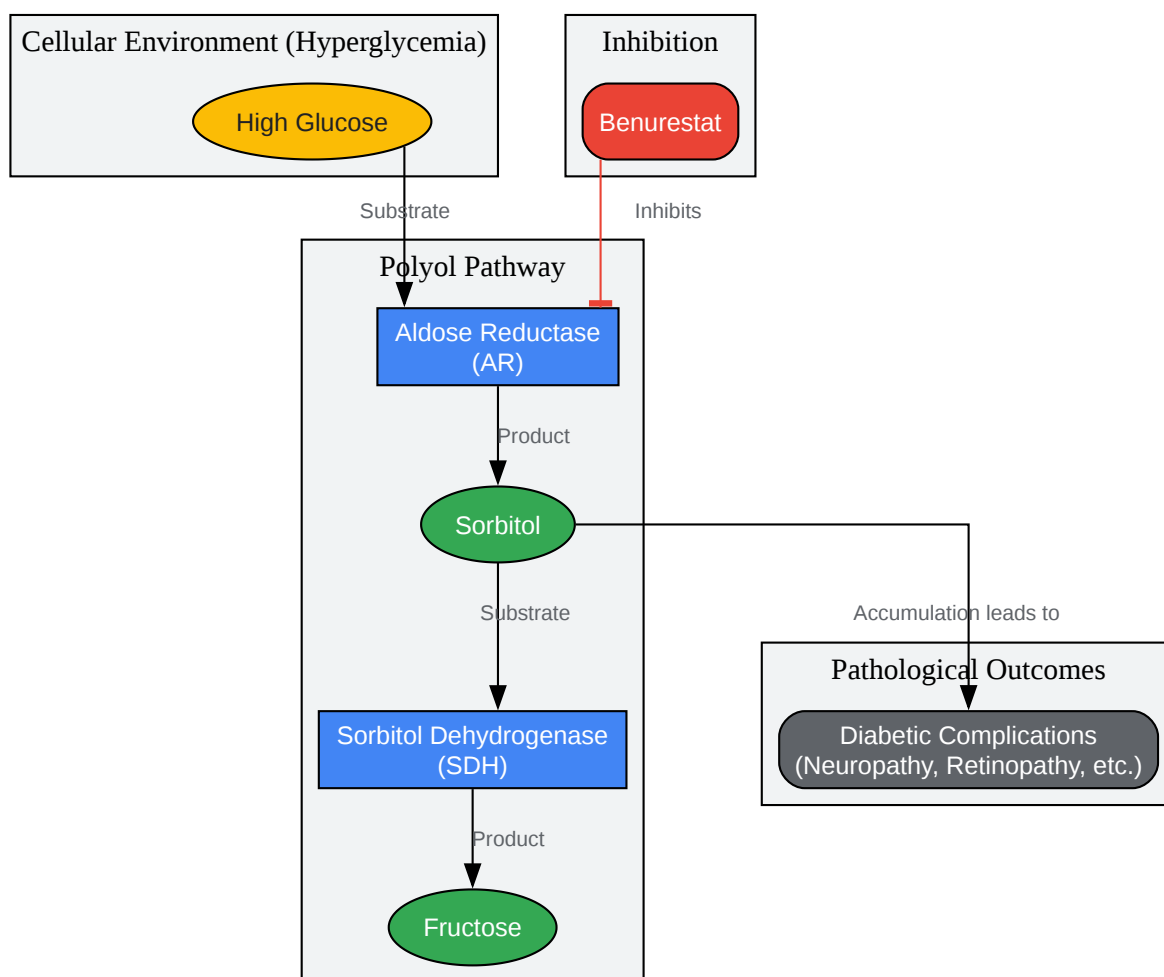 Cellular Environment (Hyperglycemia)
Inhibition
High Glucose
Benurestat
Substrate
Inhibits
Polyol Pathway
Aldose Reductase
(AR)
Product
Sorbitol
Substrate
Accumulation leads to
Pathological Outcomes
Sorbitol Dehydrogenase
(SDH)
Diabetic Complications
(Neuropathy, Retinopathy, etc.)
Product
Fructose